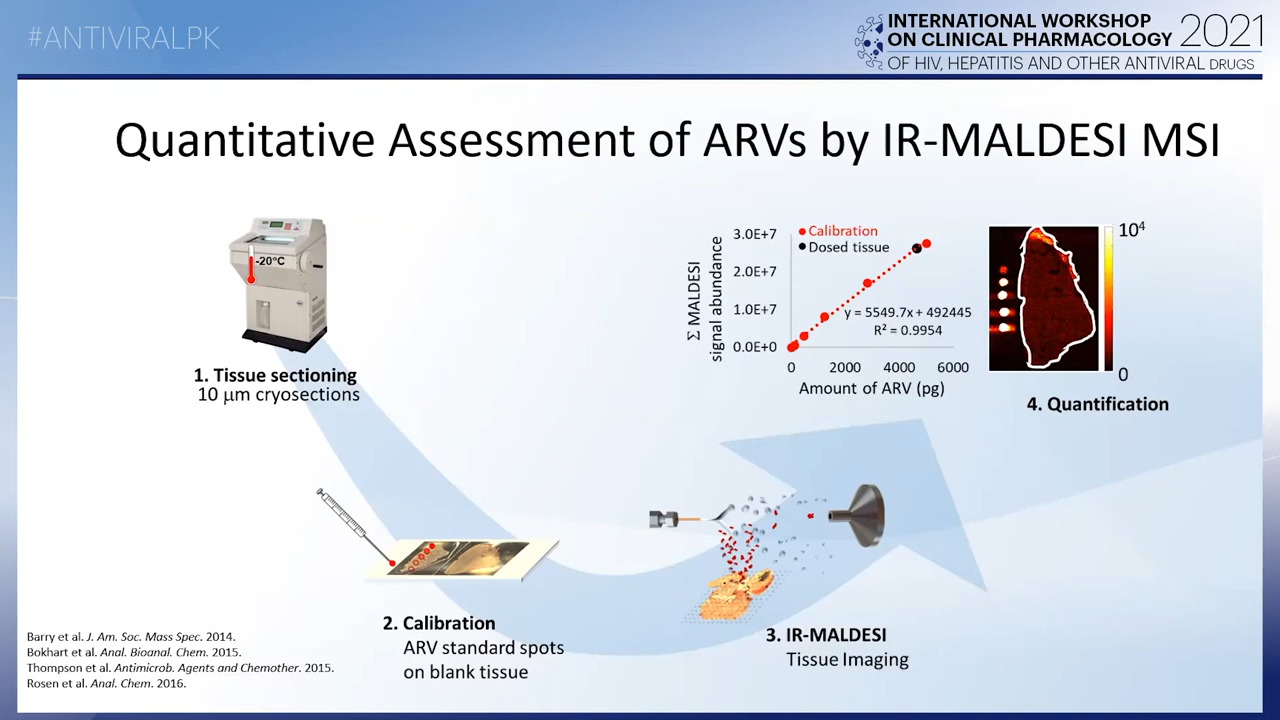 #ANTIVIRALPK
INTERNATIONAL WORKSHOP
ON CLINICAL PHARMACOLOGY 2021
OF HIV, HEPATITIS AND OTHER ANTIVIRAL DRUGS
Quantitative Assessment of ARVs by IR-MALDESI MSI
-20°C
1. Tissue sectioning
10 µm cryosections
Σ MALDESI
signal abundance
3.0E+7
2.0E+7
1.0E+7
0.0E+0
Calibration
Dosed tissue
y = 5549.7x + 492445
R² = 0.9954
0 2000 4000 6000
Amount of ARV (pg)
10⁴
0
4. Quantification
2. Calibration
ARV standard spots
on blank tissue
3. IR-MALDESI
Tissue Imaging
Barry et al. J. Am. Soc. Mass Spec. 2014.
Bokhart et al. Anal. Bioanal. Chem. 2015.
Thompson et al. Antimicrob. Agents and Chemother. 2015.
Rosen et al. Anal. Chem. 2016.